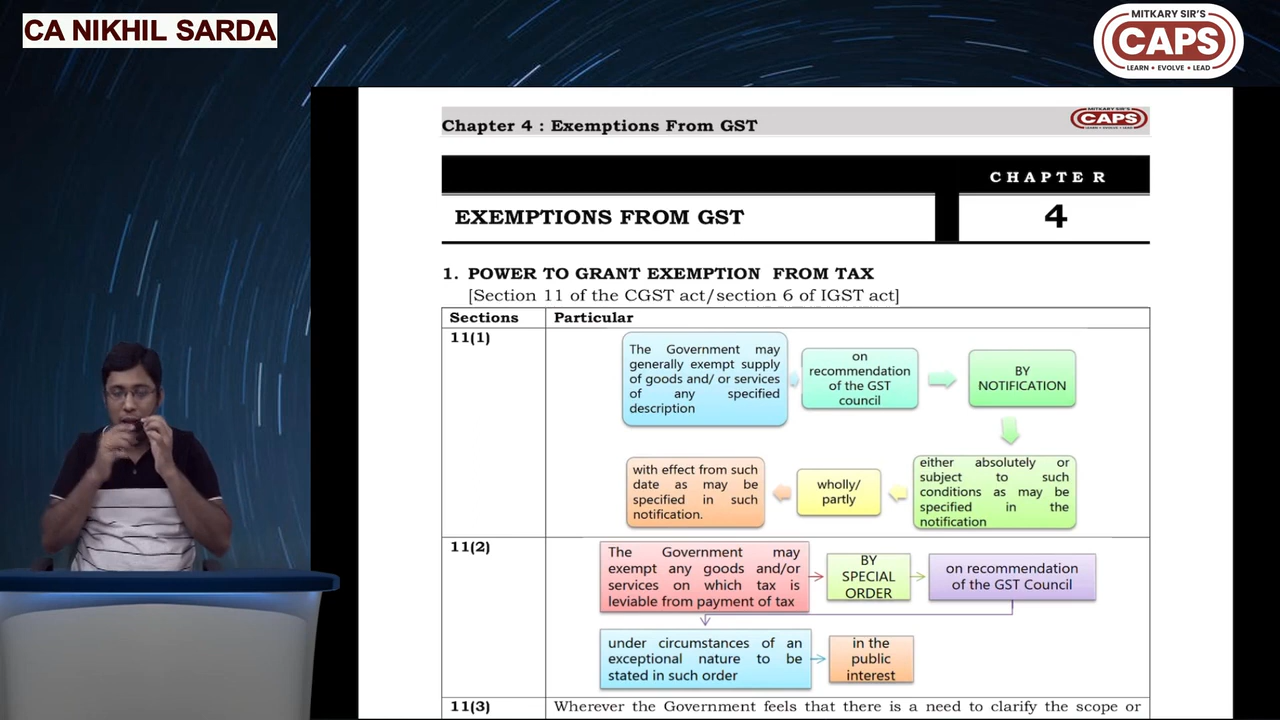 CA NIKHIL SARDA
MITKARY SIR'S
CAPS
LEARN • EVOLVE • LEAD
Chapter 4 : Exemptions From GST
MITKARY SIR'S
CAPS
CHAPTER
EXEMPTIONS FROM GST
4
1. POWER TO GRANT EXEMPTION FROM TAX
[Section 11 of the CGST act/section 6 of IGST act]
Sections
Particular
11(1)
The Government may
generally exempt supply
of goods and/ or services
of any specified
description
on
recommendation
of the GST
council
BY
NOTIFICATION
either absolutely or
subject to such
conditions as may be
specified in the
notification
wholly/
partly
with effect from such
date as may be
specified in such
notification.
11(2)
The Government may
exempt any goods and/or
services on which tax is
leviable from payment of tax
BY
SPECIAL
ORDER
on recommendation
of the GST Council
under circumstances of an
exceptional nature to be
stated in such order
in the
public
interest
11(3)
Wherever the Government feels that there is a need to clarify the scope or